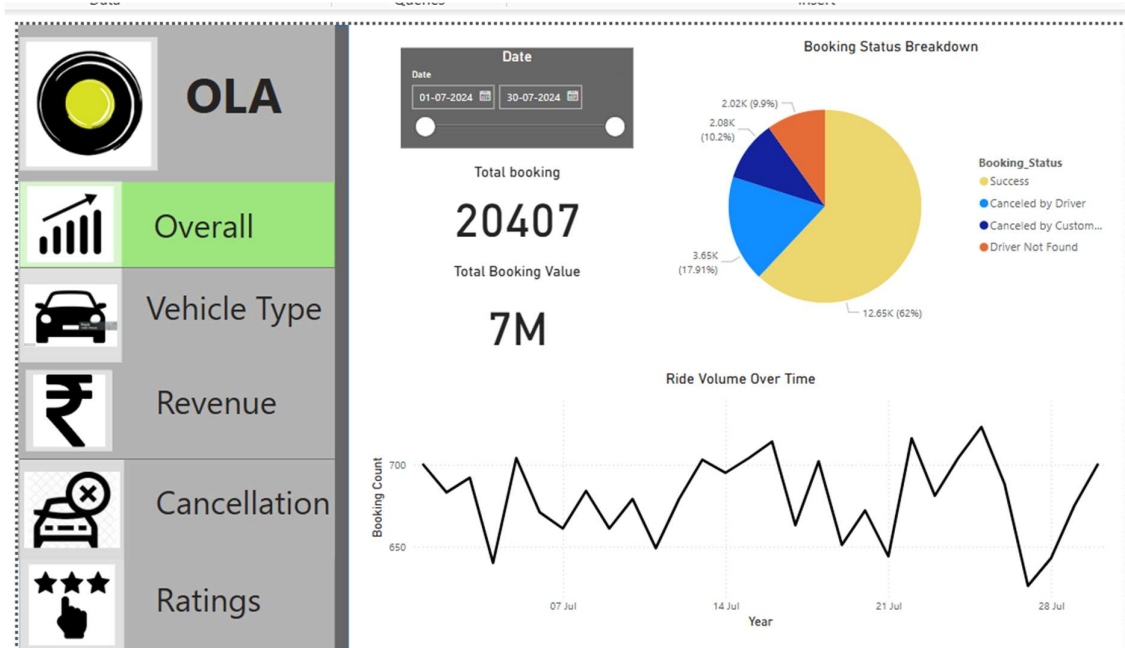 Data
Queries
Insert
OLA
Overall
Vehicle Type
Revenue
Cancellation
Ratings
Date
Date
01-07-2024
30-07-2024
Total booking
20407
Total Booking Value
7M
Booking Status Breakdown
2.02K (9.9%)
2.08K
(10.2%)
3.65K
(17.91%)
12.65K (62%)
Booking_Status
Success
Canceled by Driver
Canceled by Custom...
Driver Not Found
Ride Volume Over Time
Booking Count
700
650
07 Jul
14 Jul
21 Jul
28 Jul
Year